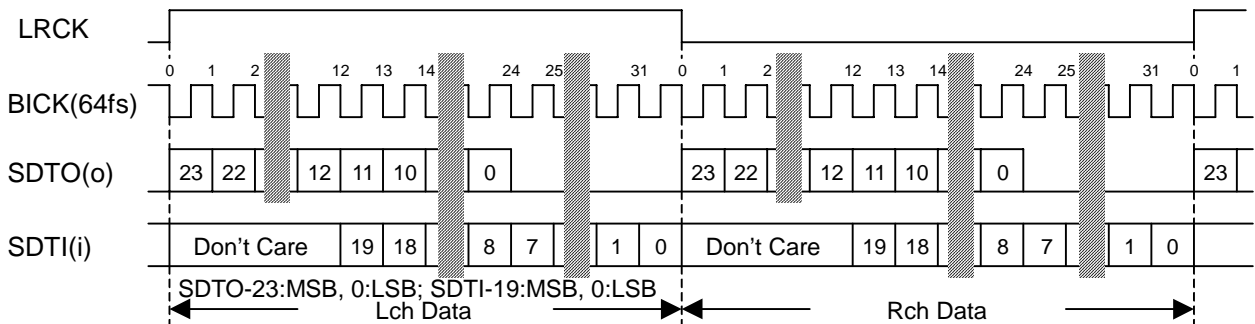 LRCK
0 1 2 12 13 14 24 25 31 0 1 2 12 13 14 24 25 31 0 1
BICK(64fs)
SDTO(o) 23 22 12 11 10 0 23 22 12 11 10 0 23
SDTI(i) Don't Care 19 18 8 7 1 0 Don't Care 19 18 8 7 1 0
SDTO-23:MSB, 0:LSB; SDTI-19:MSB, 0:LSB
Lch Data Rch Data